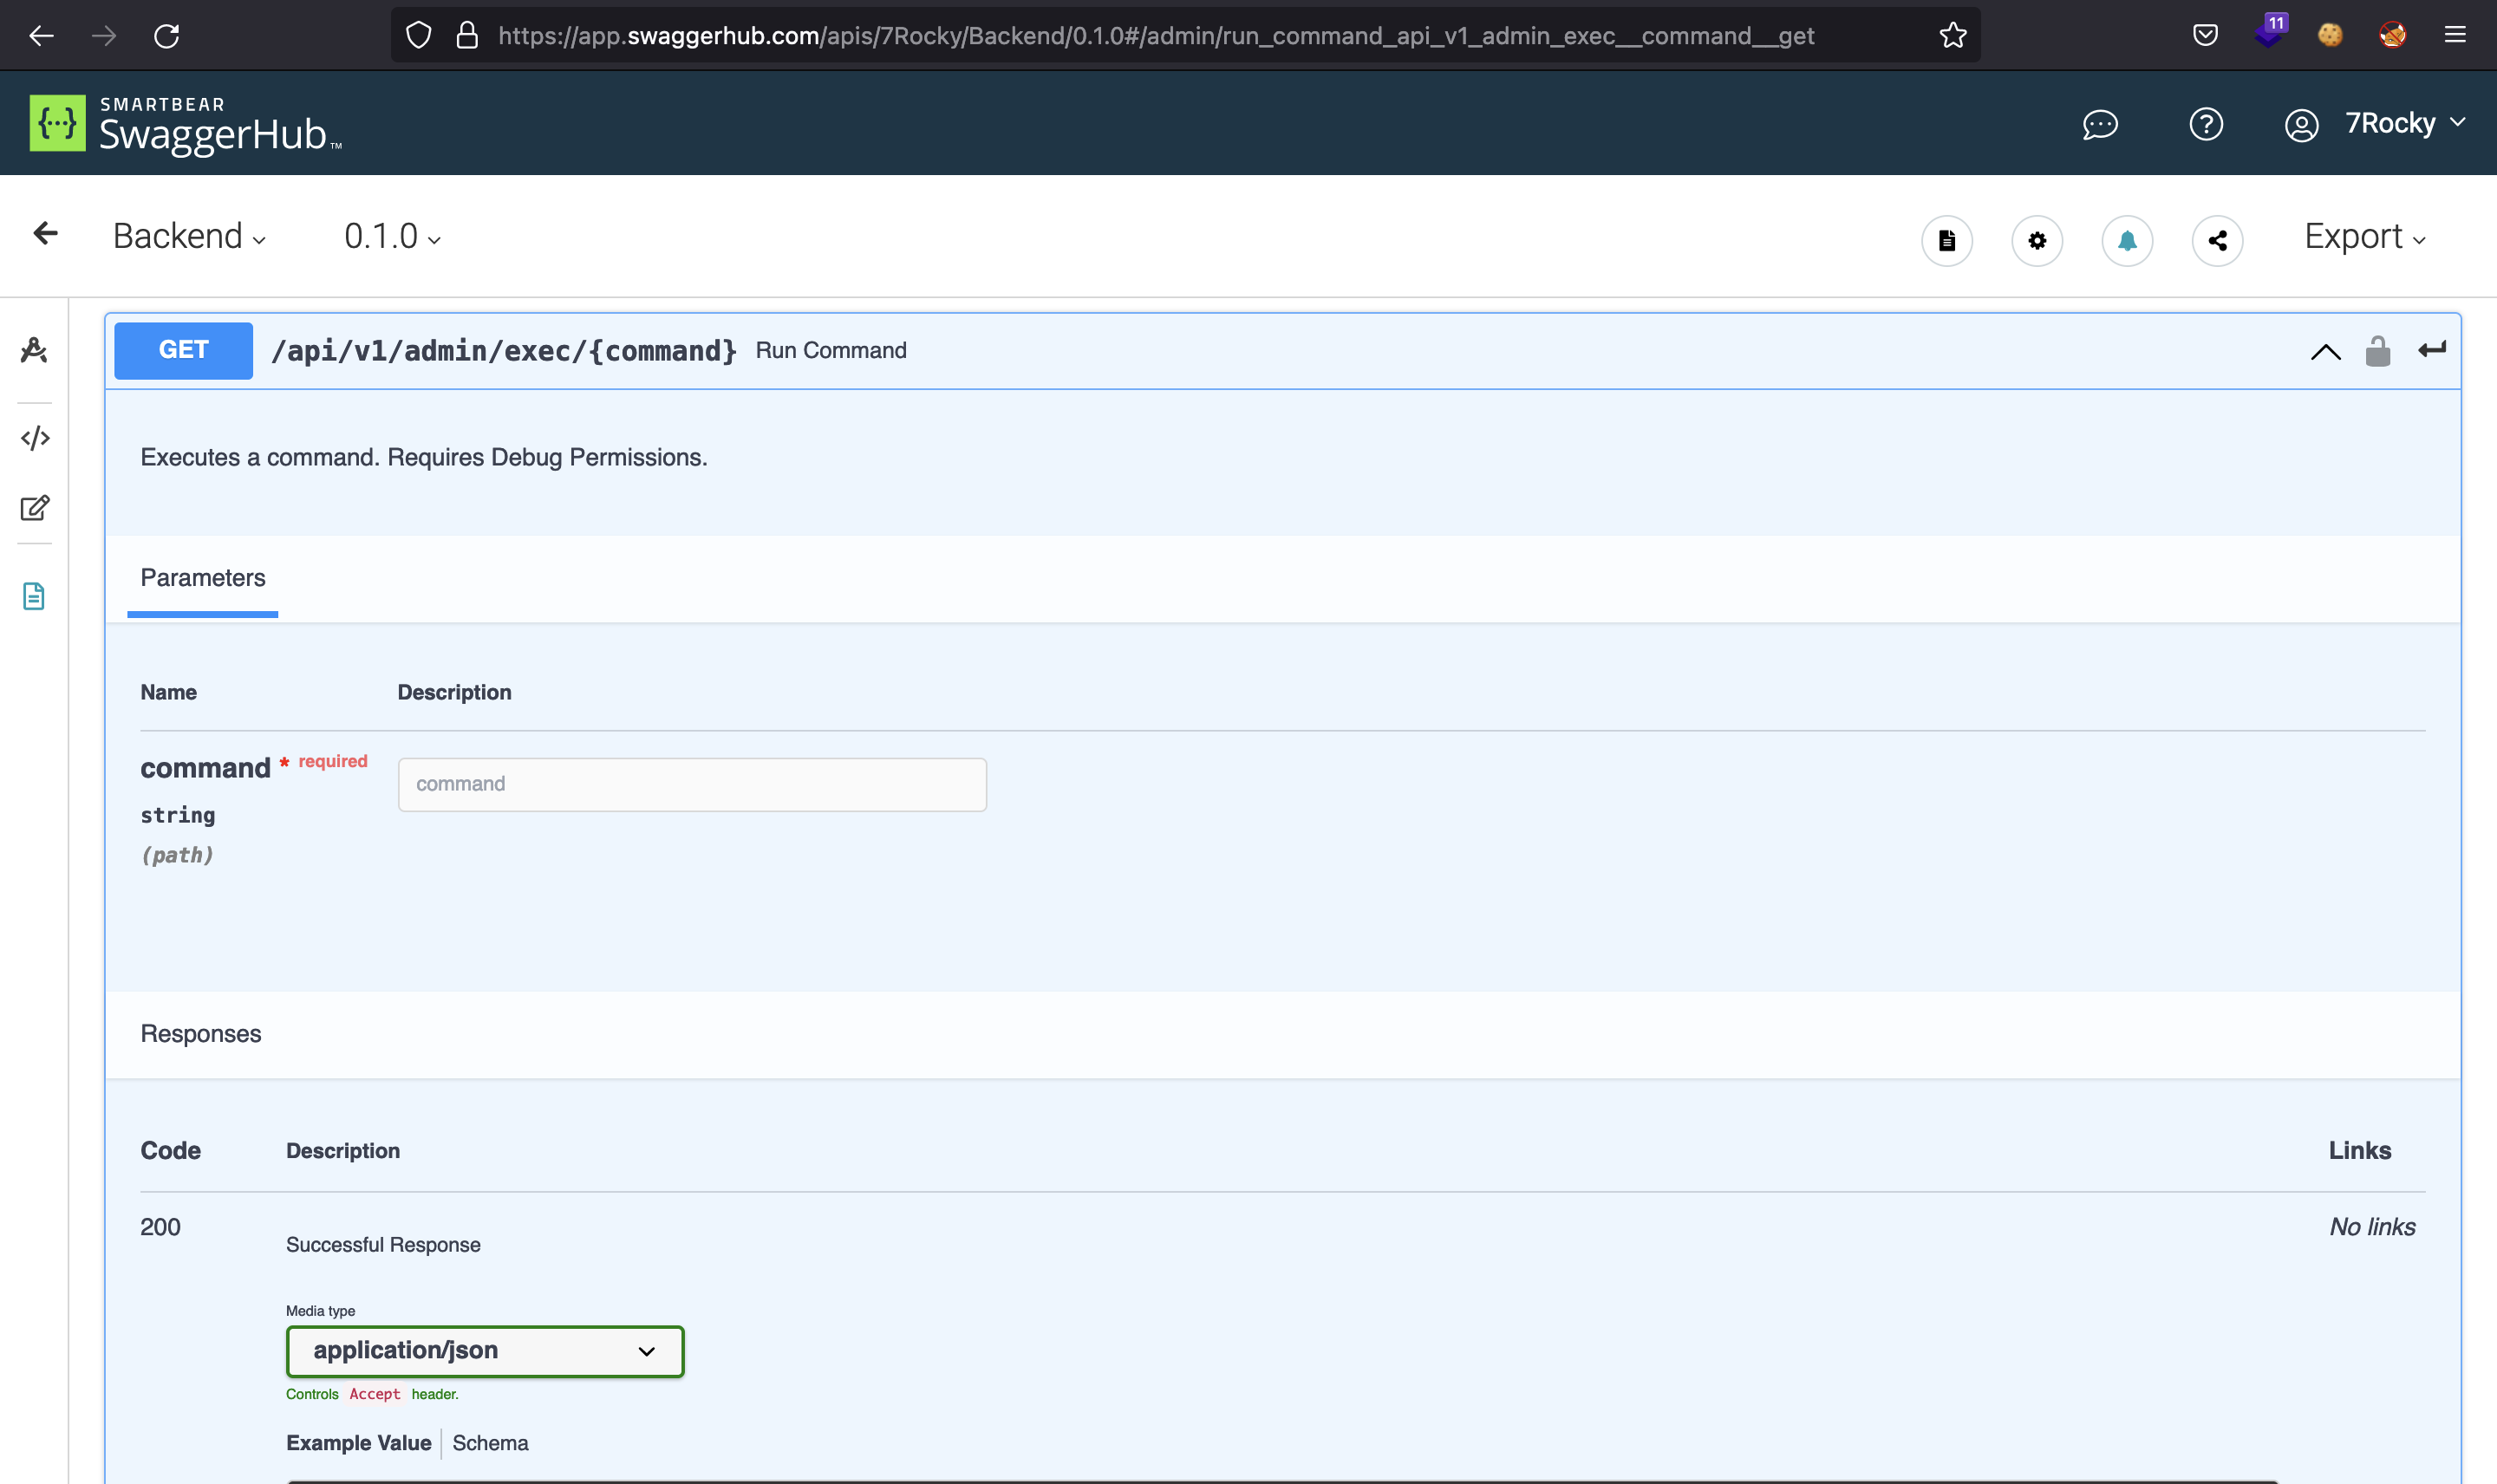 https://app.swaggerhub.com/apis/7Rocky/Backend/0.1.0#/admin/run_command_api_v1_admin_exec__command__get
11
{···}
SMARTBEAR
SwaggerHub™
7Rocky
Backend
0.1.0
Export
GET
/api/v1/admin/exec/{command}
Run Command
Executes a command. Requires Debug Permissions.
Parameters
Name
Description
command * required
command
string
(path)
Responses
Code
Description
Links
200
Successful Response
No links
Media type
application/json
Controls Accept header.
Example Value
Schema